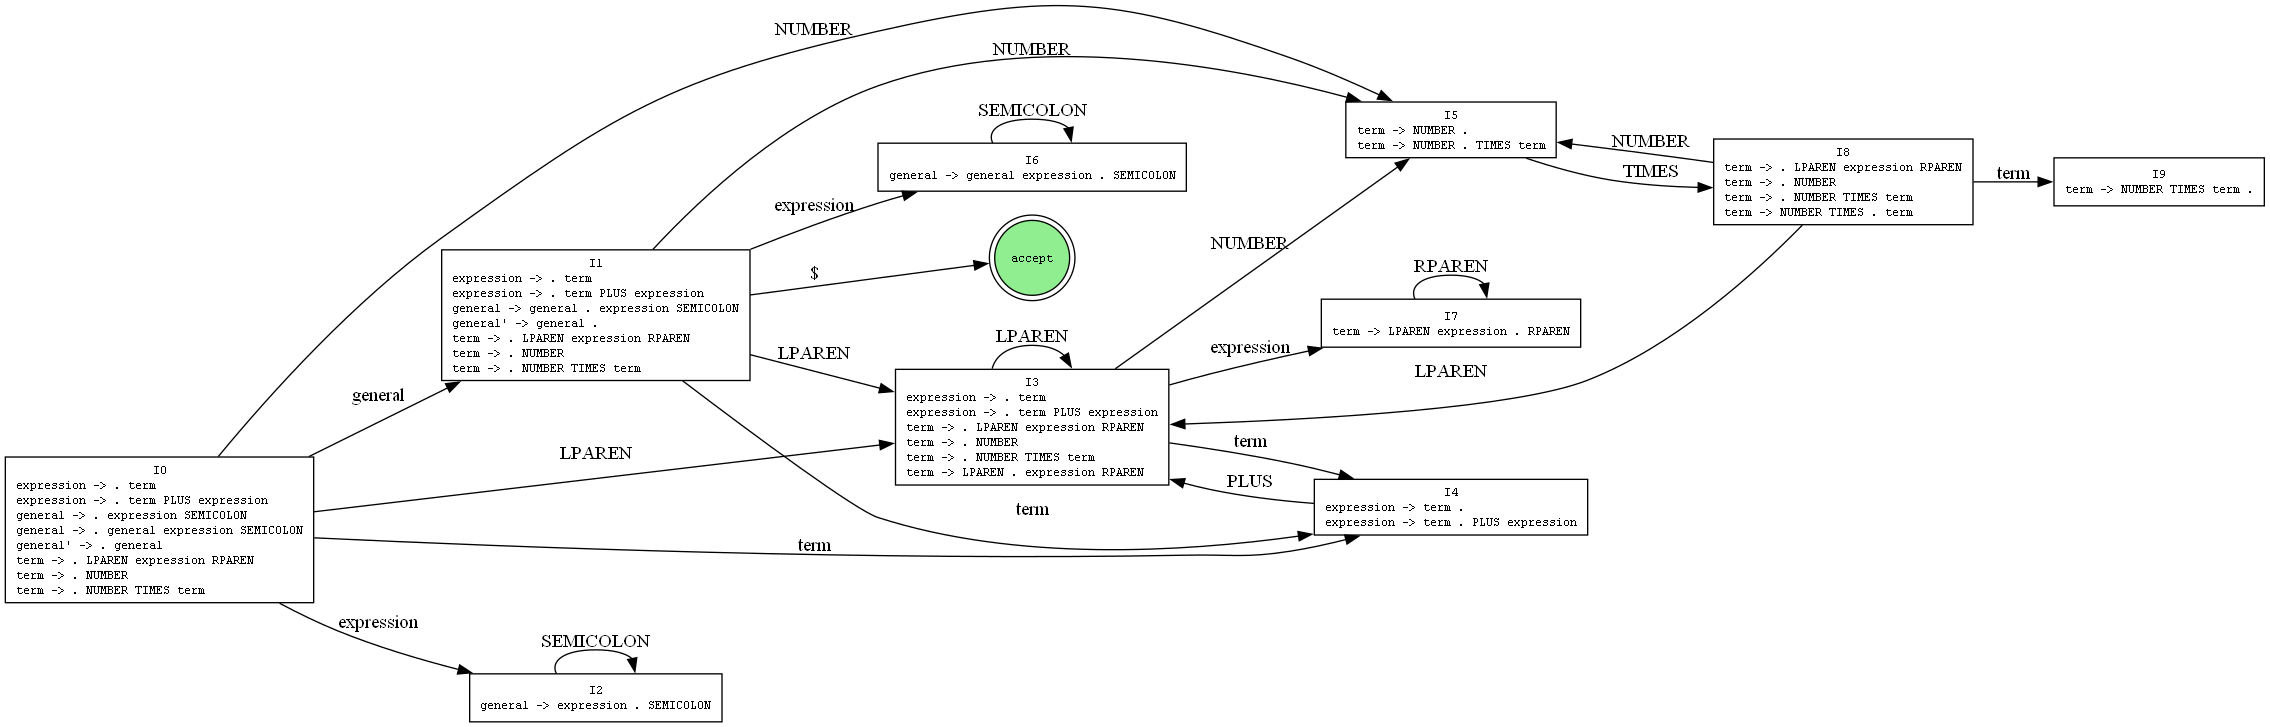 NUMBER
NUMBER
SEMICOLON
I6
general -> general expression . SEMICOLON
expression
I5
term -> NUMBER .
term -> NUMBER . TIMES term
NUMBER
TIMES
I8
term -> . LPAREN expression RPAREN
term -> . NUMBER
term -> . NUMBER TIMES term
term -> NUMBER TIMES . term
term
I9
term -> NUMBER TIMES term .
I1
expression -> . term
expression -> . term PLUS expression
general -> general . expression SEMICOLON
general' -> general .
term -> . LPAREN expression RPAREN
term -> . NUMBER
term -> . NUMBER TIMES term
$
accept
NUMBER
RPAREN
I7
term -> LPAREN expression . RPAREN
expression
LPAREN
LPAREN
LPAREN
I3
expression -> . term
expression -> . term PLUS expression
term -> . LPAREN expression RPAREN
term -> . NUMBER
term -> . NUMBER TIMES term
term -> LPAREN . expression RPAREN
general
LPAREN
term
PLUS
I4
expression -> term .
expression -> term . PLUS expression
term
term
I0
expression -> . term
expression -> . term PLUS expression
general -> . expression SEMICOLON
general -> . general expression SEMICOLON
general' -> . general
term -> . LPAREN expression RPAREN
term -> . NUMBER
term -> . NUMBER TIMES term
expression
SEMICOLON
I2
general -> expression . SEMICOLON